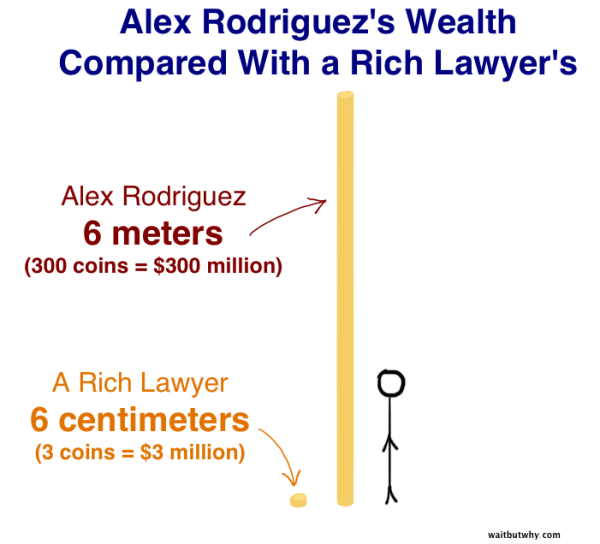 Alex Rodriguez's Wealth
Compared With a Rich Lawyer's
Alex Rodriguez
6 meters
(300 coins = $300 million)
A Rich Lawyer
6 centimeters
(3 coins = $3 million)
waitbutwhy.com